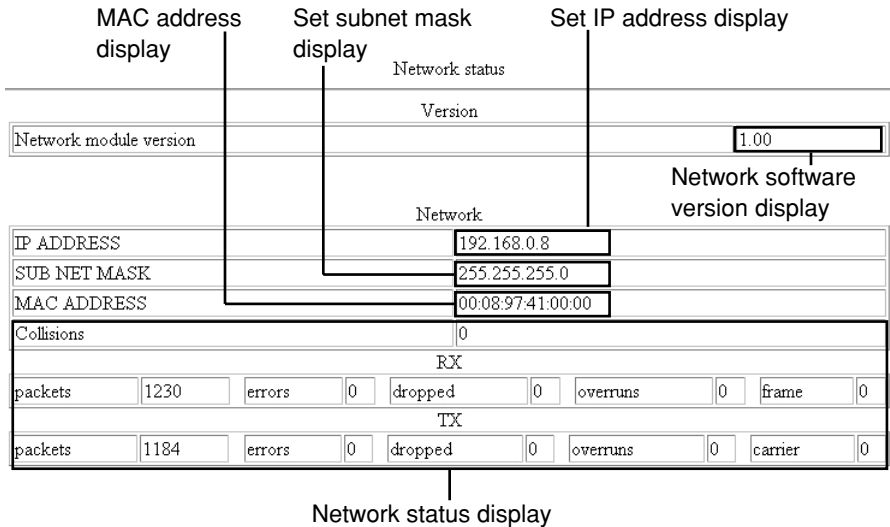 MAC address display
Set subnet mask display
Set IP address display
Network status
Version
Network module version 1.00
Network software version display
Network
IP ADDRESS 192.168.0.8
SUB NET MASK 255.255.255.0
MAC ADDRESS 00:08:97:41:00:00
Collisions 0
RX
packets 1230 errors 0 dropped 0 overruns 0 frame 0
TX
packets 1184 errors 0 dropped 0 overruns 0 carrier 0
Network status display